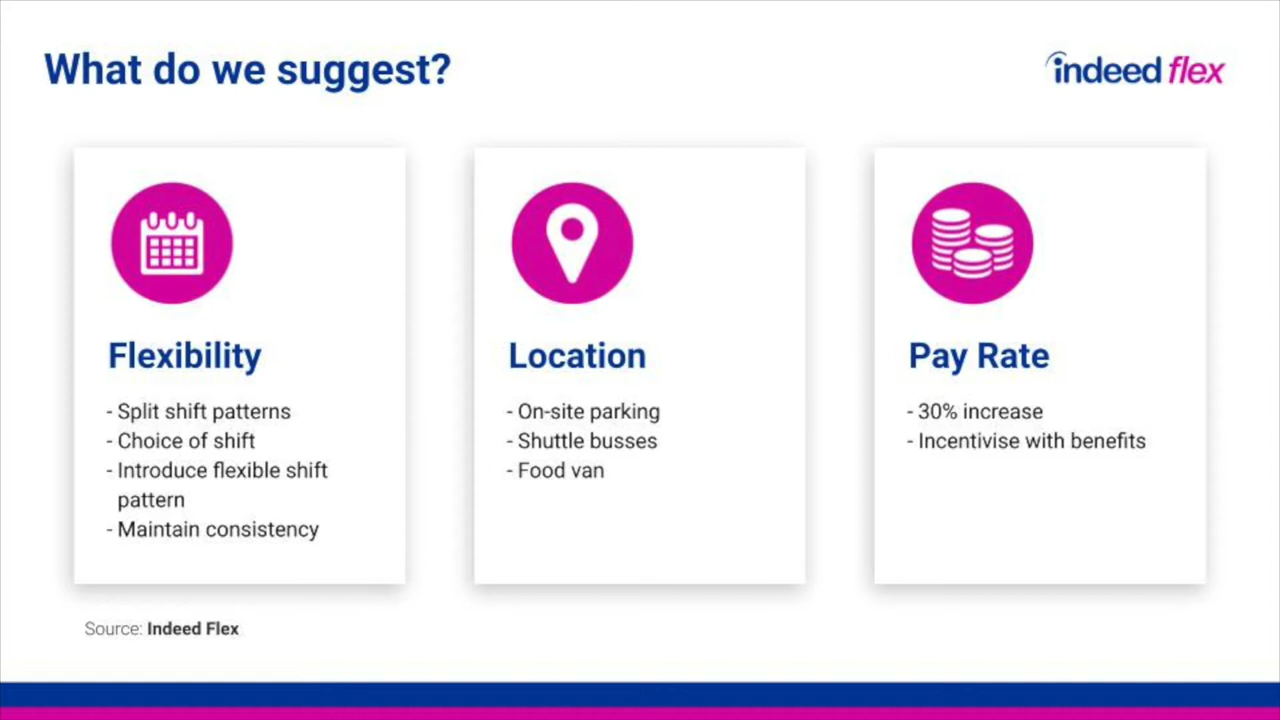 What do we suggest?
indeed flex
Flexibility
- Split shift patterns
- Choice of shift
- Introduce flexible shift
pattern
- Maintain consistency
Location
- On-site parking
- Shuttle busses
- Food van
Pay Rate
- 30% increase
- Incentivise with benefits
Source: Indeed Flex